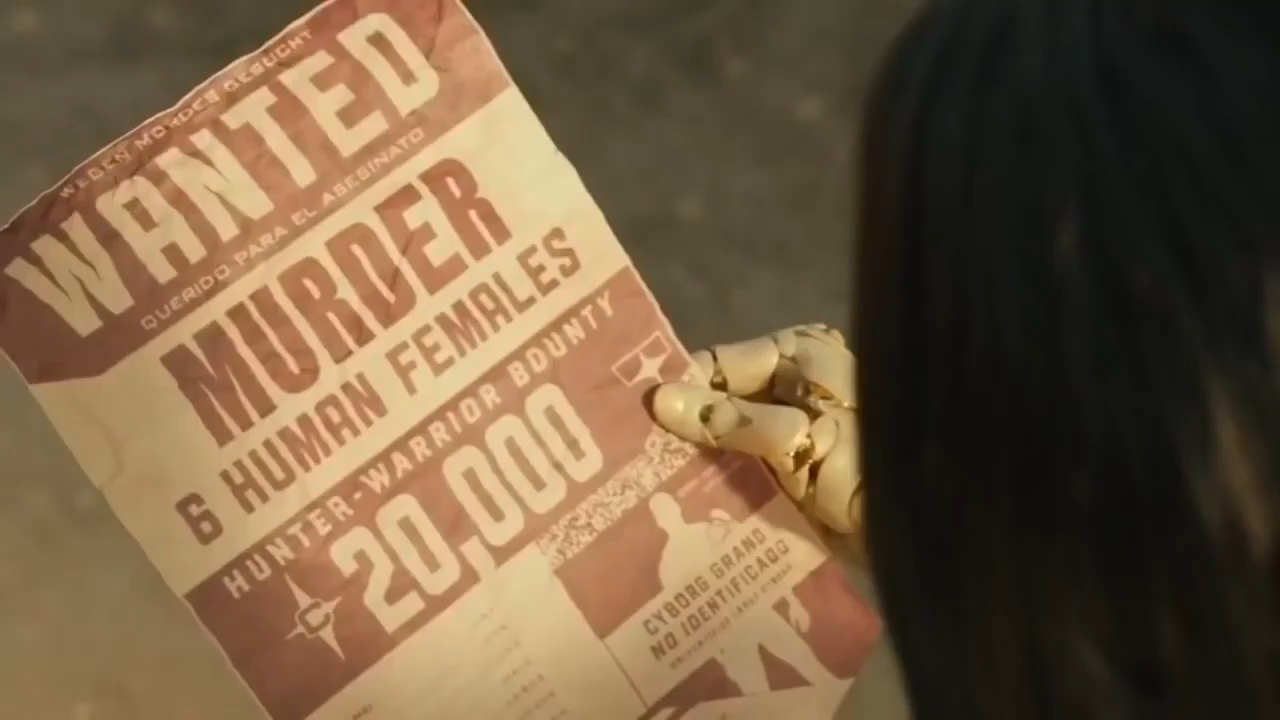 WEGEN MORDES GESUCHT
WANTED
QUERIDO PARA EL ASESINATO
MURDER
6 HUMAN FEMALES
HUNTER-WARRIOR BOUNTY
20,000
C
CYBORG GRAND
NO IDENTIFICADO